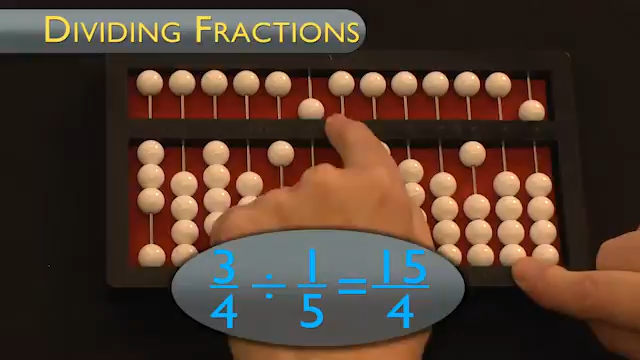 Dividing Fractions
3/4 ÷ 1/5 = 15/4